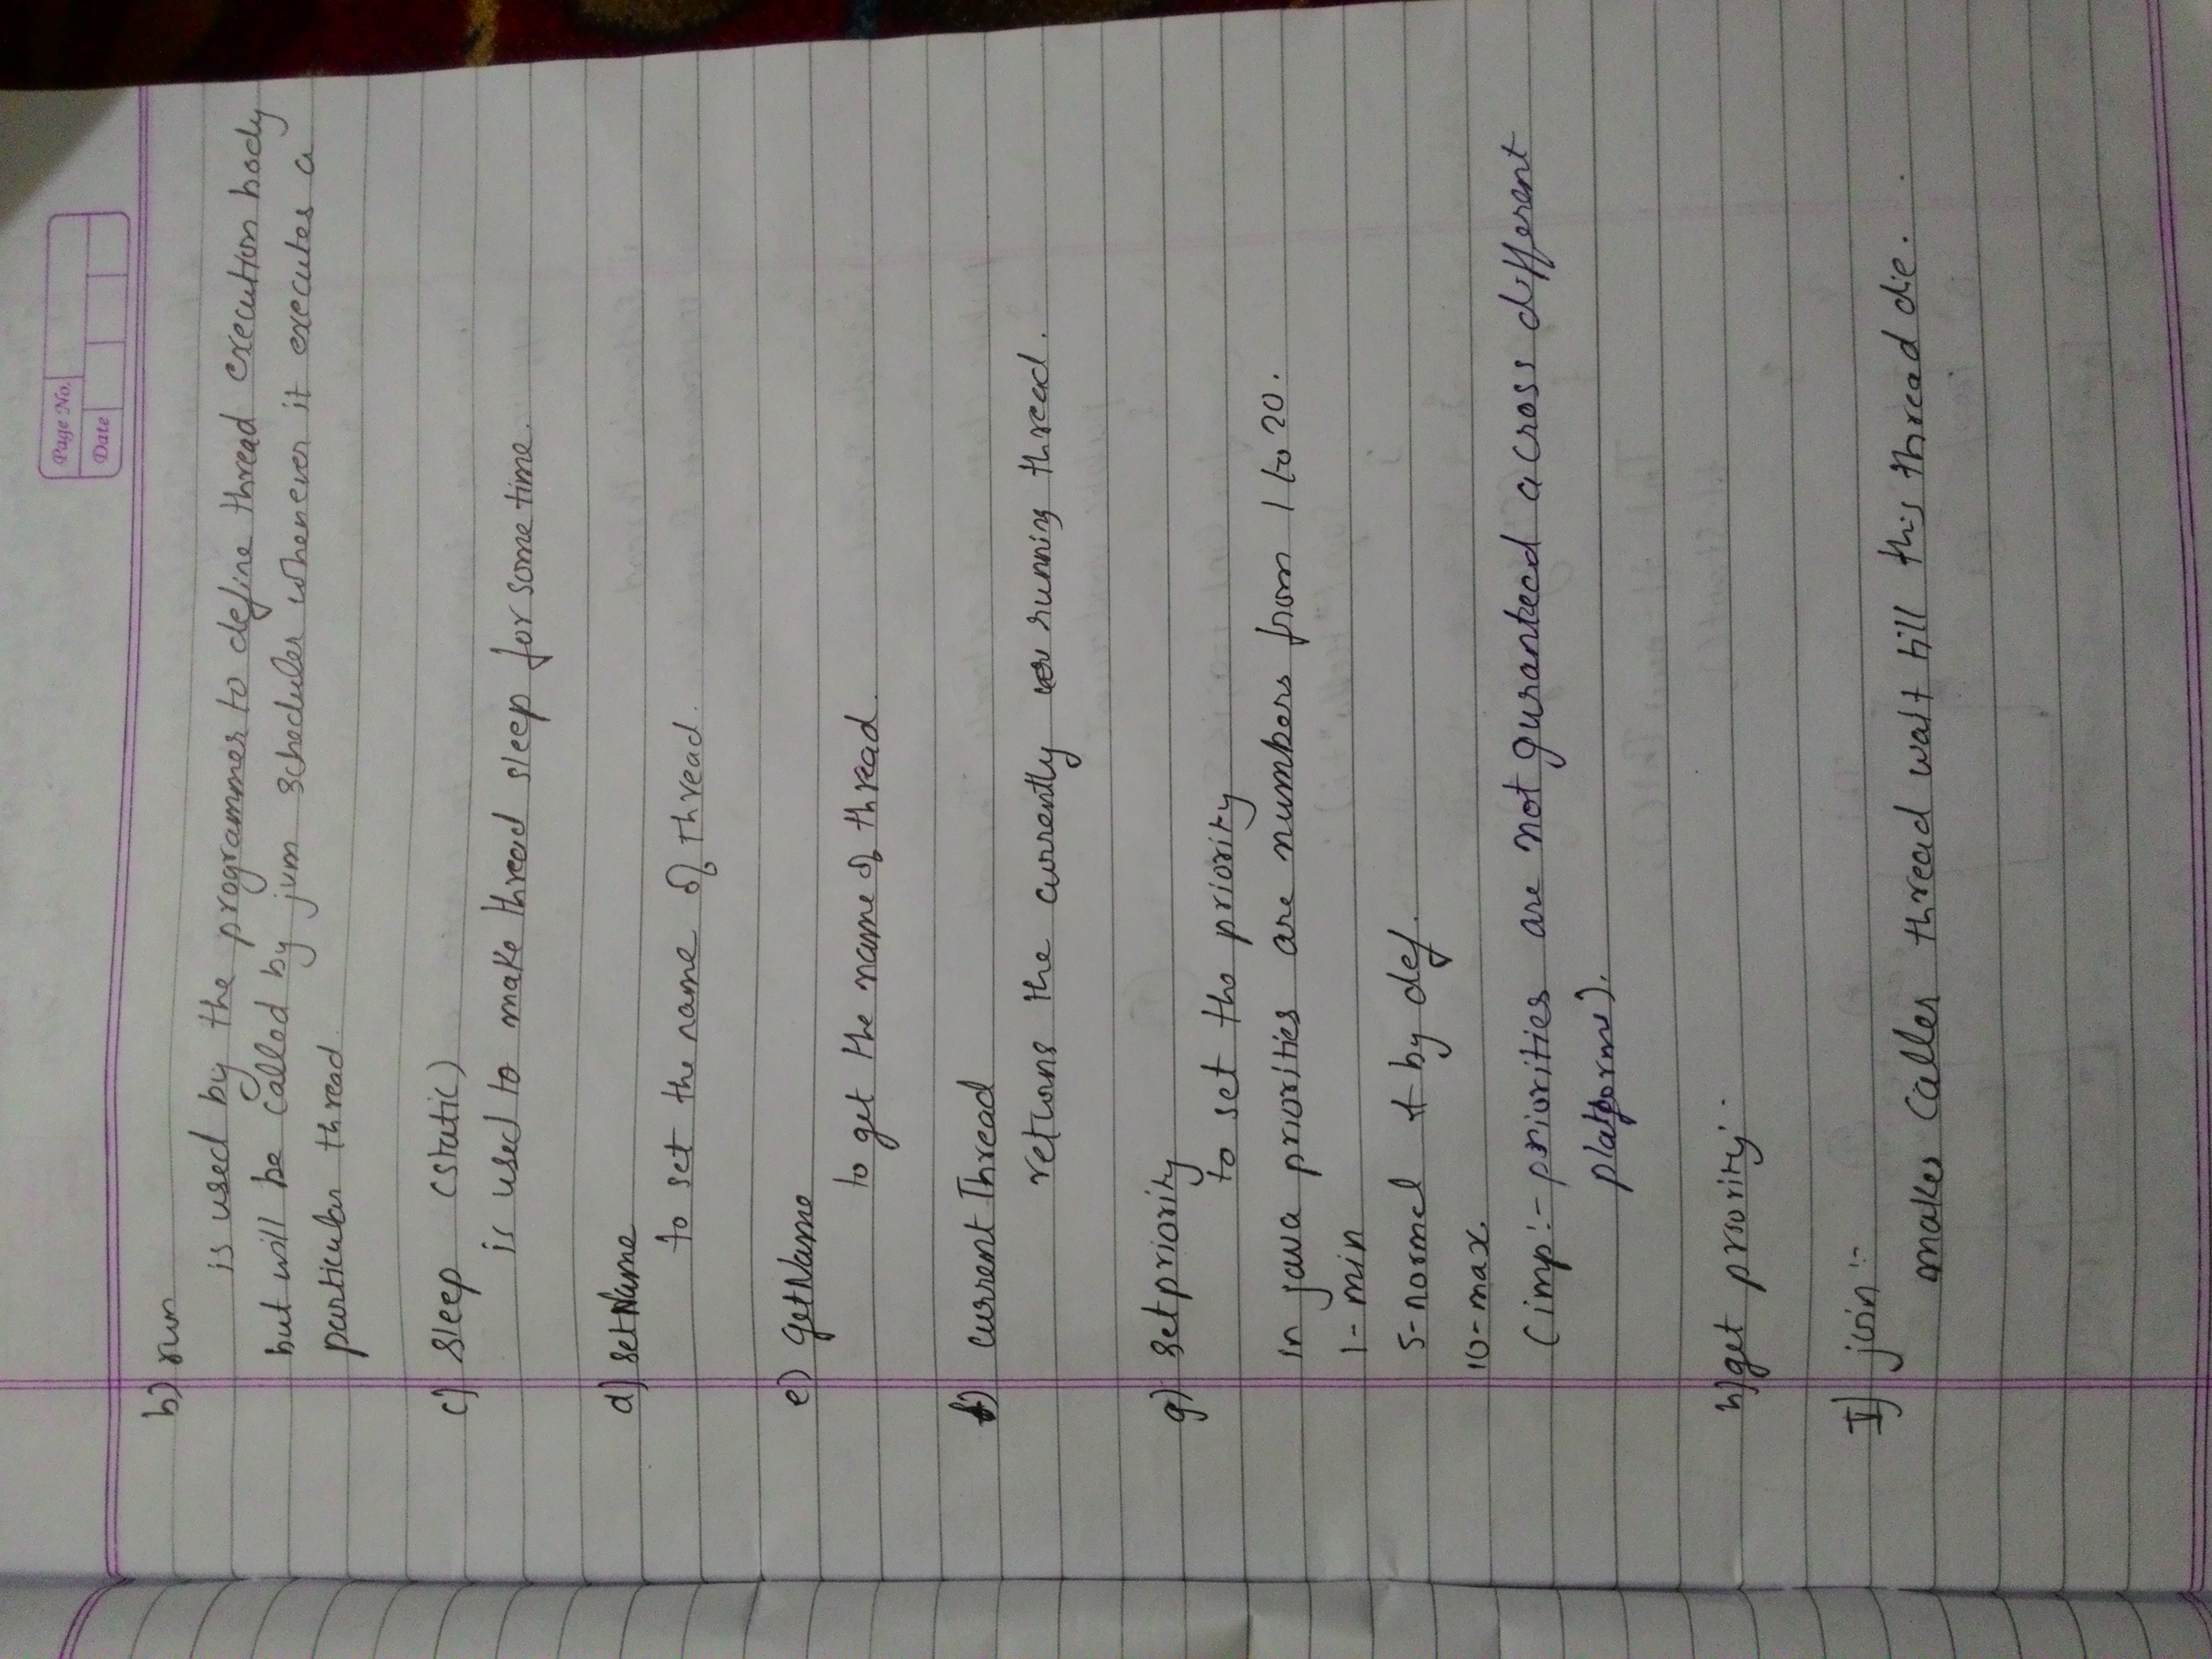 Page No.
Date
b) run
is used by the programmer to define thread execution body
but will be called by jvm scheduler whenever it executes a
particular thread.
c) sleep (static)
is used to make thread sleep for some time.
d) setName
to set the name of thread.
e) getName
to get the name of thread.
f) current Thread
returns the currently running thread.
g) setpriority
to set the priority
in java priorities are numbers from 1 to 20.
1- min
5-normal & by def.
10-max.
(imp:- priorities are not guranteed across different
platforms).
h) get priority:-
I) join :-
makes caller thread wait till this thread die.